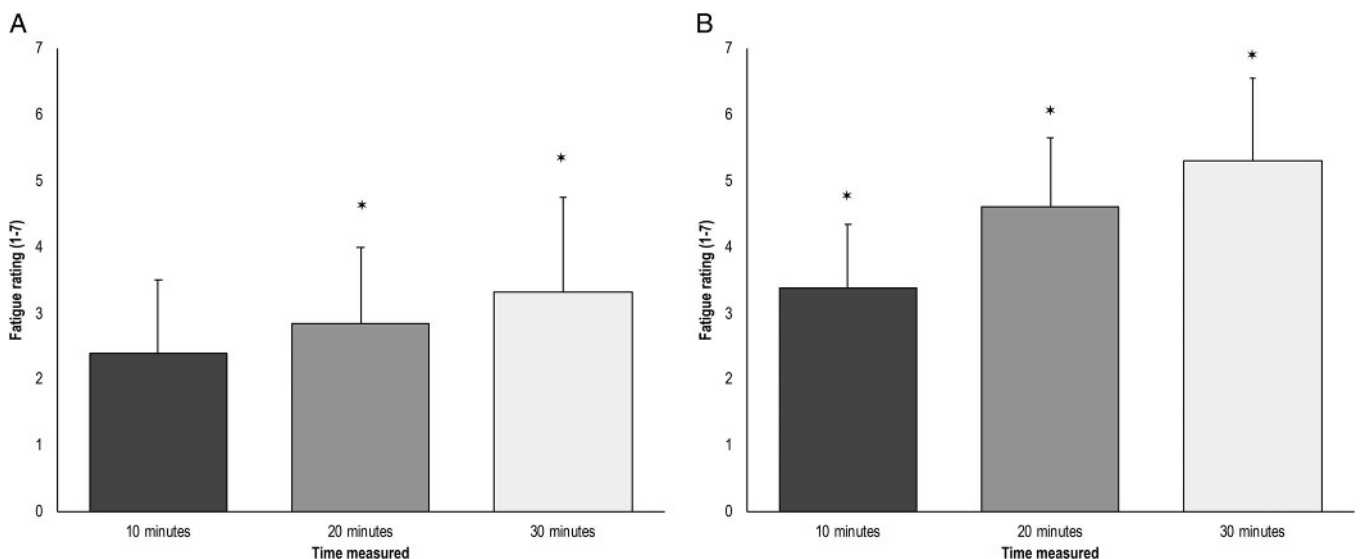 A
7
6
5
4
3
2
1
0
Fatigue rating (1-7)
*
*
10 minutes
20 minutes
30 minutes
Time measured
B
7
6
5
4
3
2
1
0
Fatigue rating (1-7)
*
*
*
10 minutes
20 minutes
30 minutes
Time measured